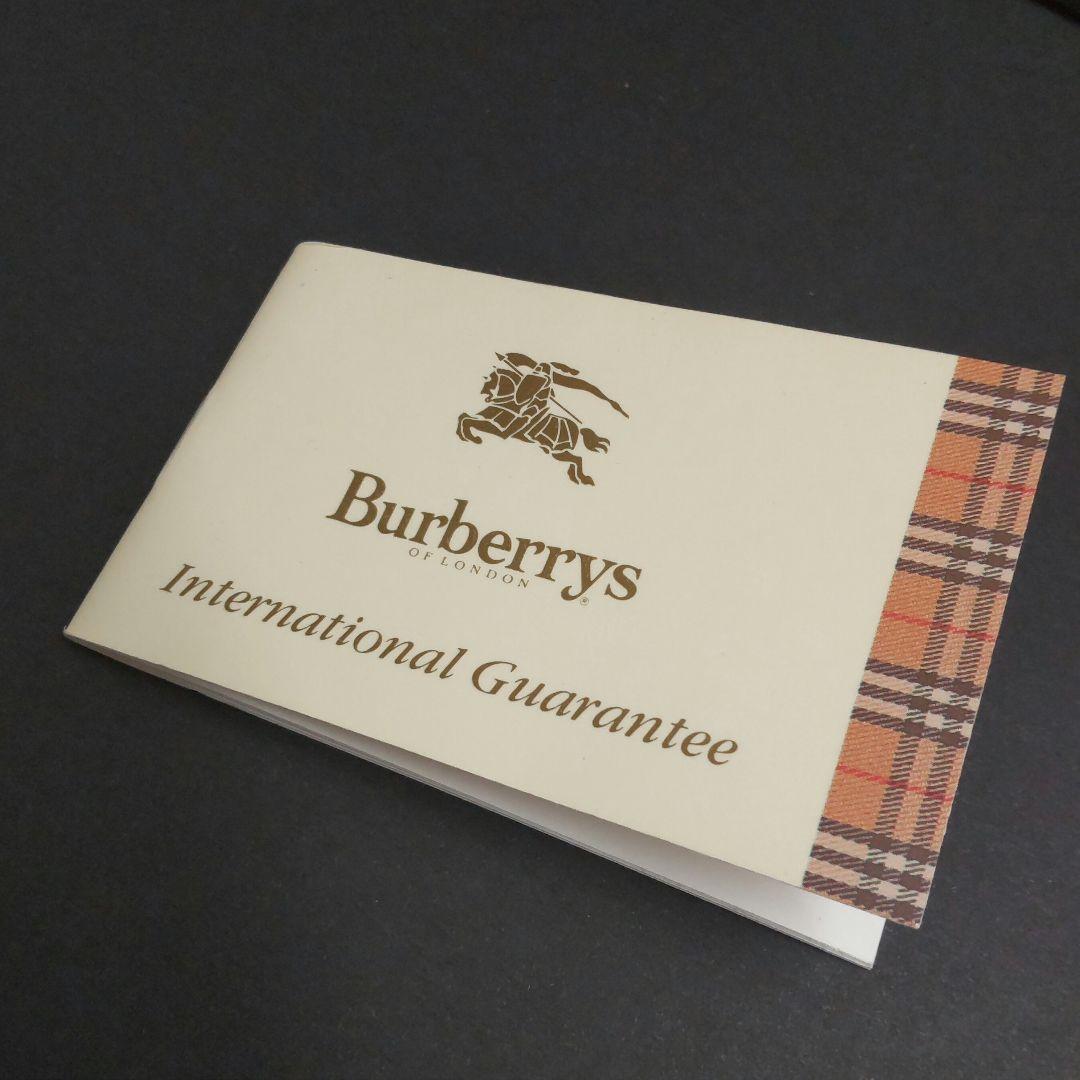 Burberrys
OF LONDON
®
International Guarantee